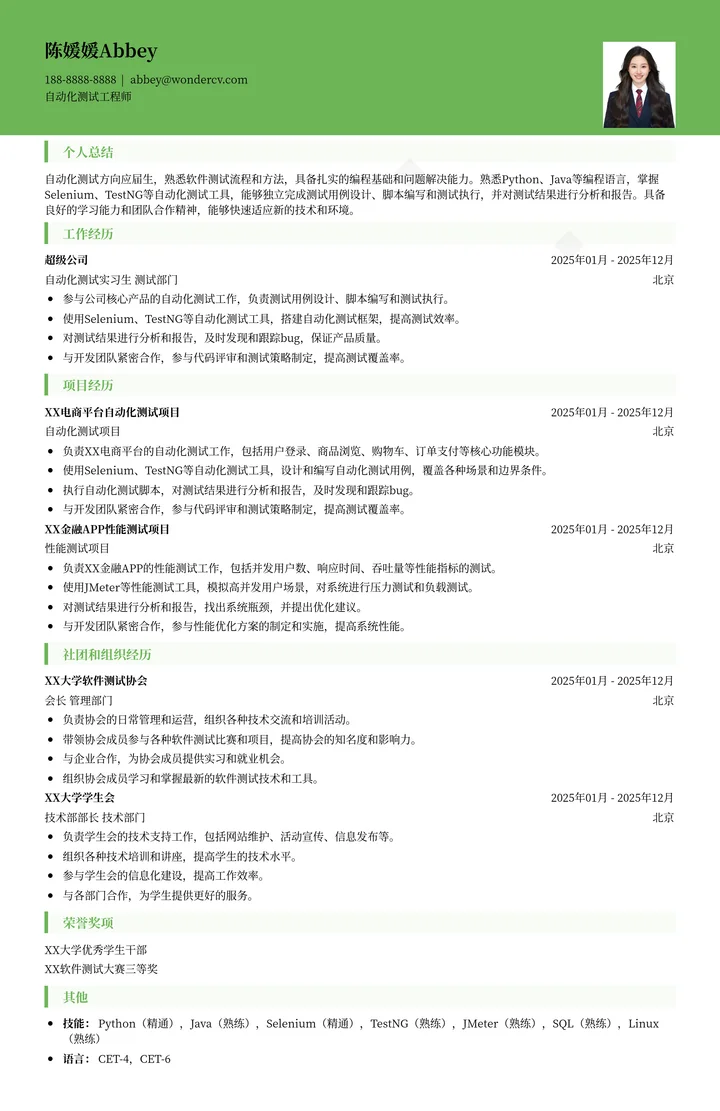 陈媛媛Abbey
188-8888-8888 | abbey@wondercv.com
自动化测试工程师
个人总结
自动化测试方向应届生，熟悉软件测试流程和方法，具备扎实的编程基础和问题解决能力。熟悉Python、Java等编程语言，掌握
Selenium、TestNG等自动化测试工具，能够独立完成测试用例设计、脚本编写和测试执行，并对测试结果进行分析和报告。具备
良好的学习能力和团队合作精神，能够快速适应新的技术和环境。
工作经历
超级公司 2025年01月 - 2025年12月
自动化测试实习生 测试部门 北京
• 参与公司核心产品的自动化测试工作，负责测试用例设计、脚本编写和测试执行。
• 使用Selenium、TestNG等自动化测试工具，搭建自动化测试框架，提高测试效率。
• 对测试结果进行分析和报告，及时发现和跟踪bug，保证产品质量。
• 与开发团队紧密合作，参与代码评审和测试策略制定，提高测试覆盖率。
项目经历
XX电商平台自动化测试项目 2025年01月 - 2025年12月
自动化测试项目 北京
• 负责XX电商平台的自动化测试工作，包括用户登录、商品浏览、购物车、订单支付等核心功能模块。
• 使用Selenium、TestNG等自动化测试工具，设计和编写自动化测试用例，覆盖各种场景和边界条件。
• 执行自动化测试脚本，对测试结果进行分析和报告，及时发现和跟踪bug。
• 与开发团队紧密合作，参与代码评审和测试策略制定，提高测试覆盖率。
XX金融APP性能测试项目 2025年01月 - 2025年12月
性能测试项目 北京
• 负责XX金融APP的性能测试工作，包括并发用户数、响应时间、吞吐量等性能指标的测试。
• 使用JMeter等性能测试工具，模拟高并发用户场景，对系统进行压力测试和负载测试。
• 对测试结果进行分析和报告，找出系统瓶颈，并提出优化建议。
• 与开发团队紧密合作，参与性能优化方案的制定和实施，提高系统性能。
社团和组织经历
XX大学软件测试协会 2025年01月 - 2025年12月
会长 管理部门 北京
• 负责协会的日常管理和运营，组织各种技术交流和培训活动。
• 带领协会成员参与各种软件测试比赛和项目，提高协会的知名度和影响力。
• 与企业合作，为协会成员提供实习和就业机会。
• 组织协会成员学习和掌握最新的软件测试技术和工具。
XX大学学生会 2025年01月 - 2025年12月
技术部部长 技术部门 北京
• 负责学生会的技术支持工作，包括网站维护、活动宣传、信息发布等。
• 组织各种技术培训和讲座，提高学生的技术水平。
• 参与学生会的信息化建设，提高工作效率。
• 与各部门合作，为学生提供更好的服务。
荣誉奖项
XX大学优秀学生干部
XX软件测试大赛三等奖
其他
• 技能： Python（精通），Java（熟练），Selenium（精通），TestNG（熟练），JMeter（熟练），SQL（熟练），Linux
（熟练）
• 语言： CET-4，CET-6